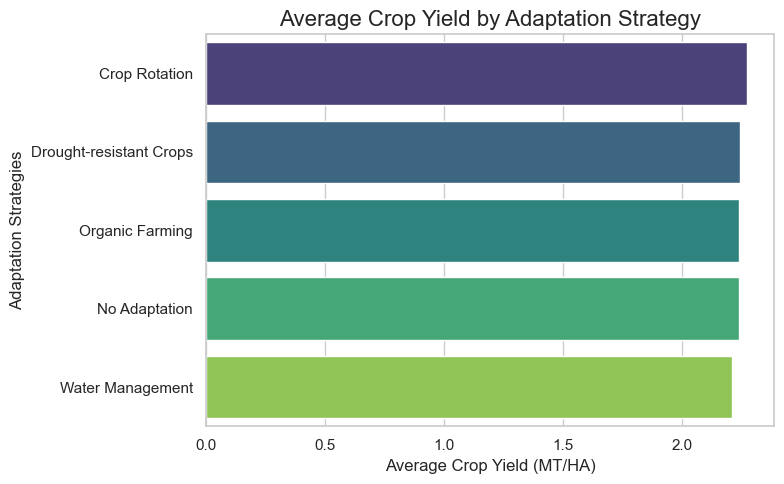 Average Crop Yield by Adaptation Strategy
Adaptation Strategies
Crop Rotation
Drought-resistant Crops
Organic Farming
No Adaptation
Water Management
0.0
0.5
1.0
1.5
2.0
Average Crop Yield (MT/HA)